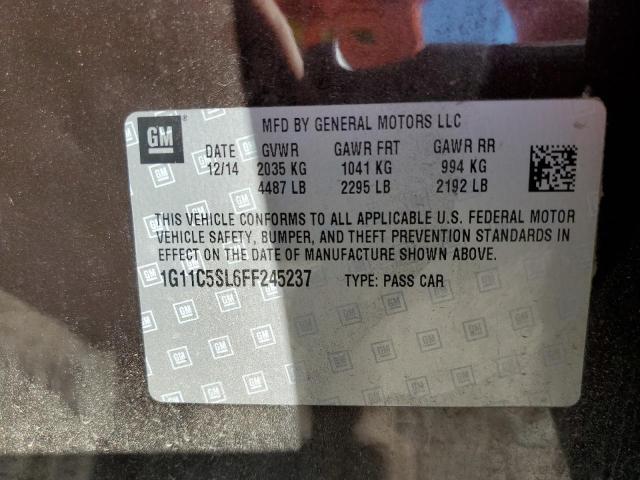 GM
MFD BY GENERAL MOTORS LLC
DATE GVWR GAWR FRT GAWR RR
12/14 2035 KG 1041 KG 994 KG
4487 LB 2295 LB 2192 LB
THIS VEHICLE CONFORMS TO ALL APPLICABLE U.S. FEDERAL MOTOR
VEHICLE SAFETY, BUMPER, AND THEFT PREVENTION STANDARDS IN
EFFECT ON THE DATE OF MANUFACTURE SHOWN ABOVE.
1G11C5SL6FF245237 TYPE: PASS CAR